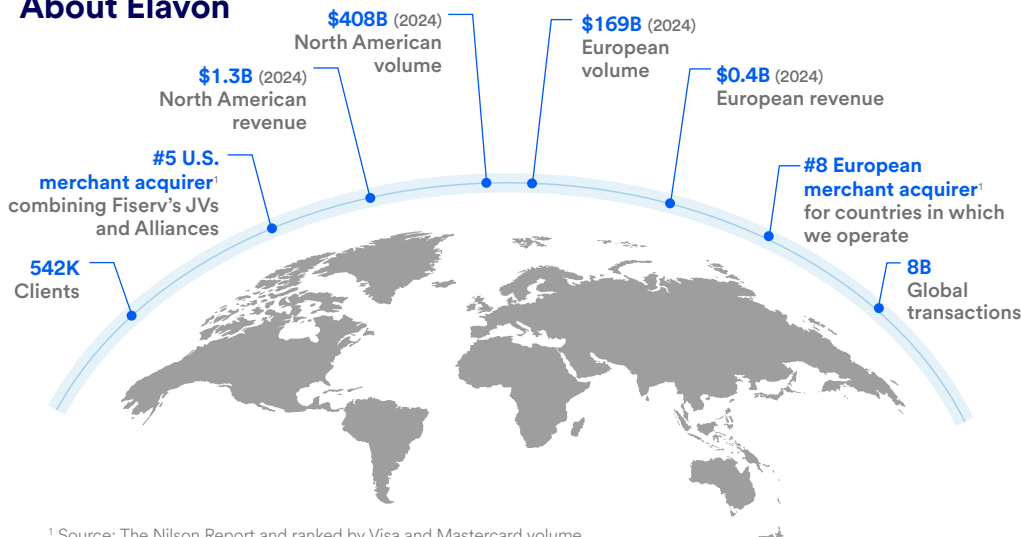 About Elavon
$408B (2024)
North American
volume
$169B (2024)
European
volume
$1.3B (2024)
North American
revenue
$0.4B (2024)
European revenue
#5 U.S.
merchant acquirer¹
combining Fiserv's JVs
and Alliances
#8 European
merchant acquirer¹
for countries in which
we operate
542K
Clients
8B
Global
transactions
¹ Source: The Nilson Report and ranked by Visa and Mastercard volume